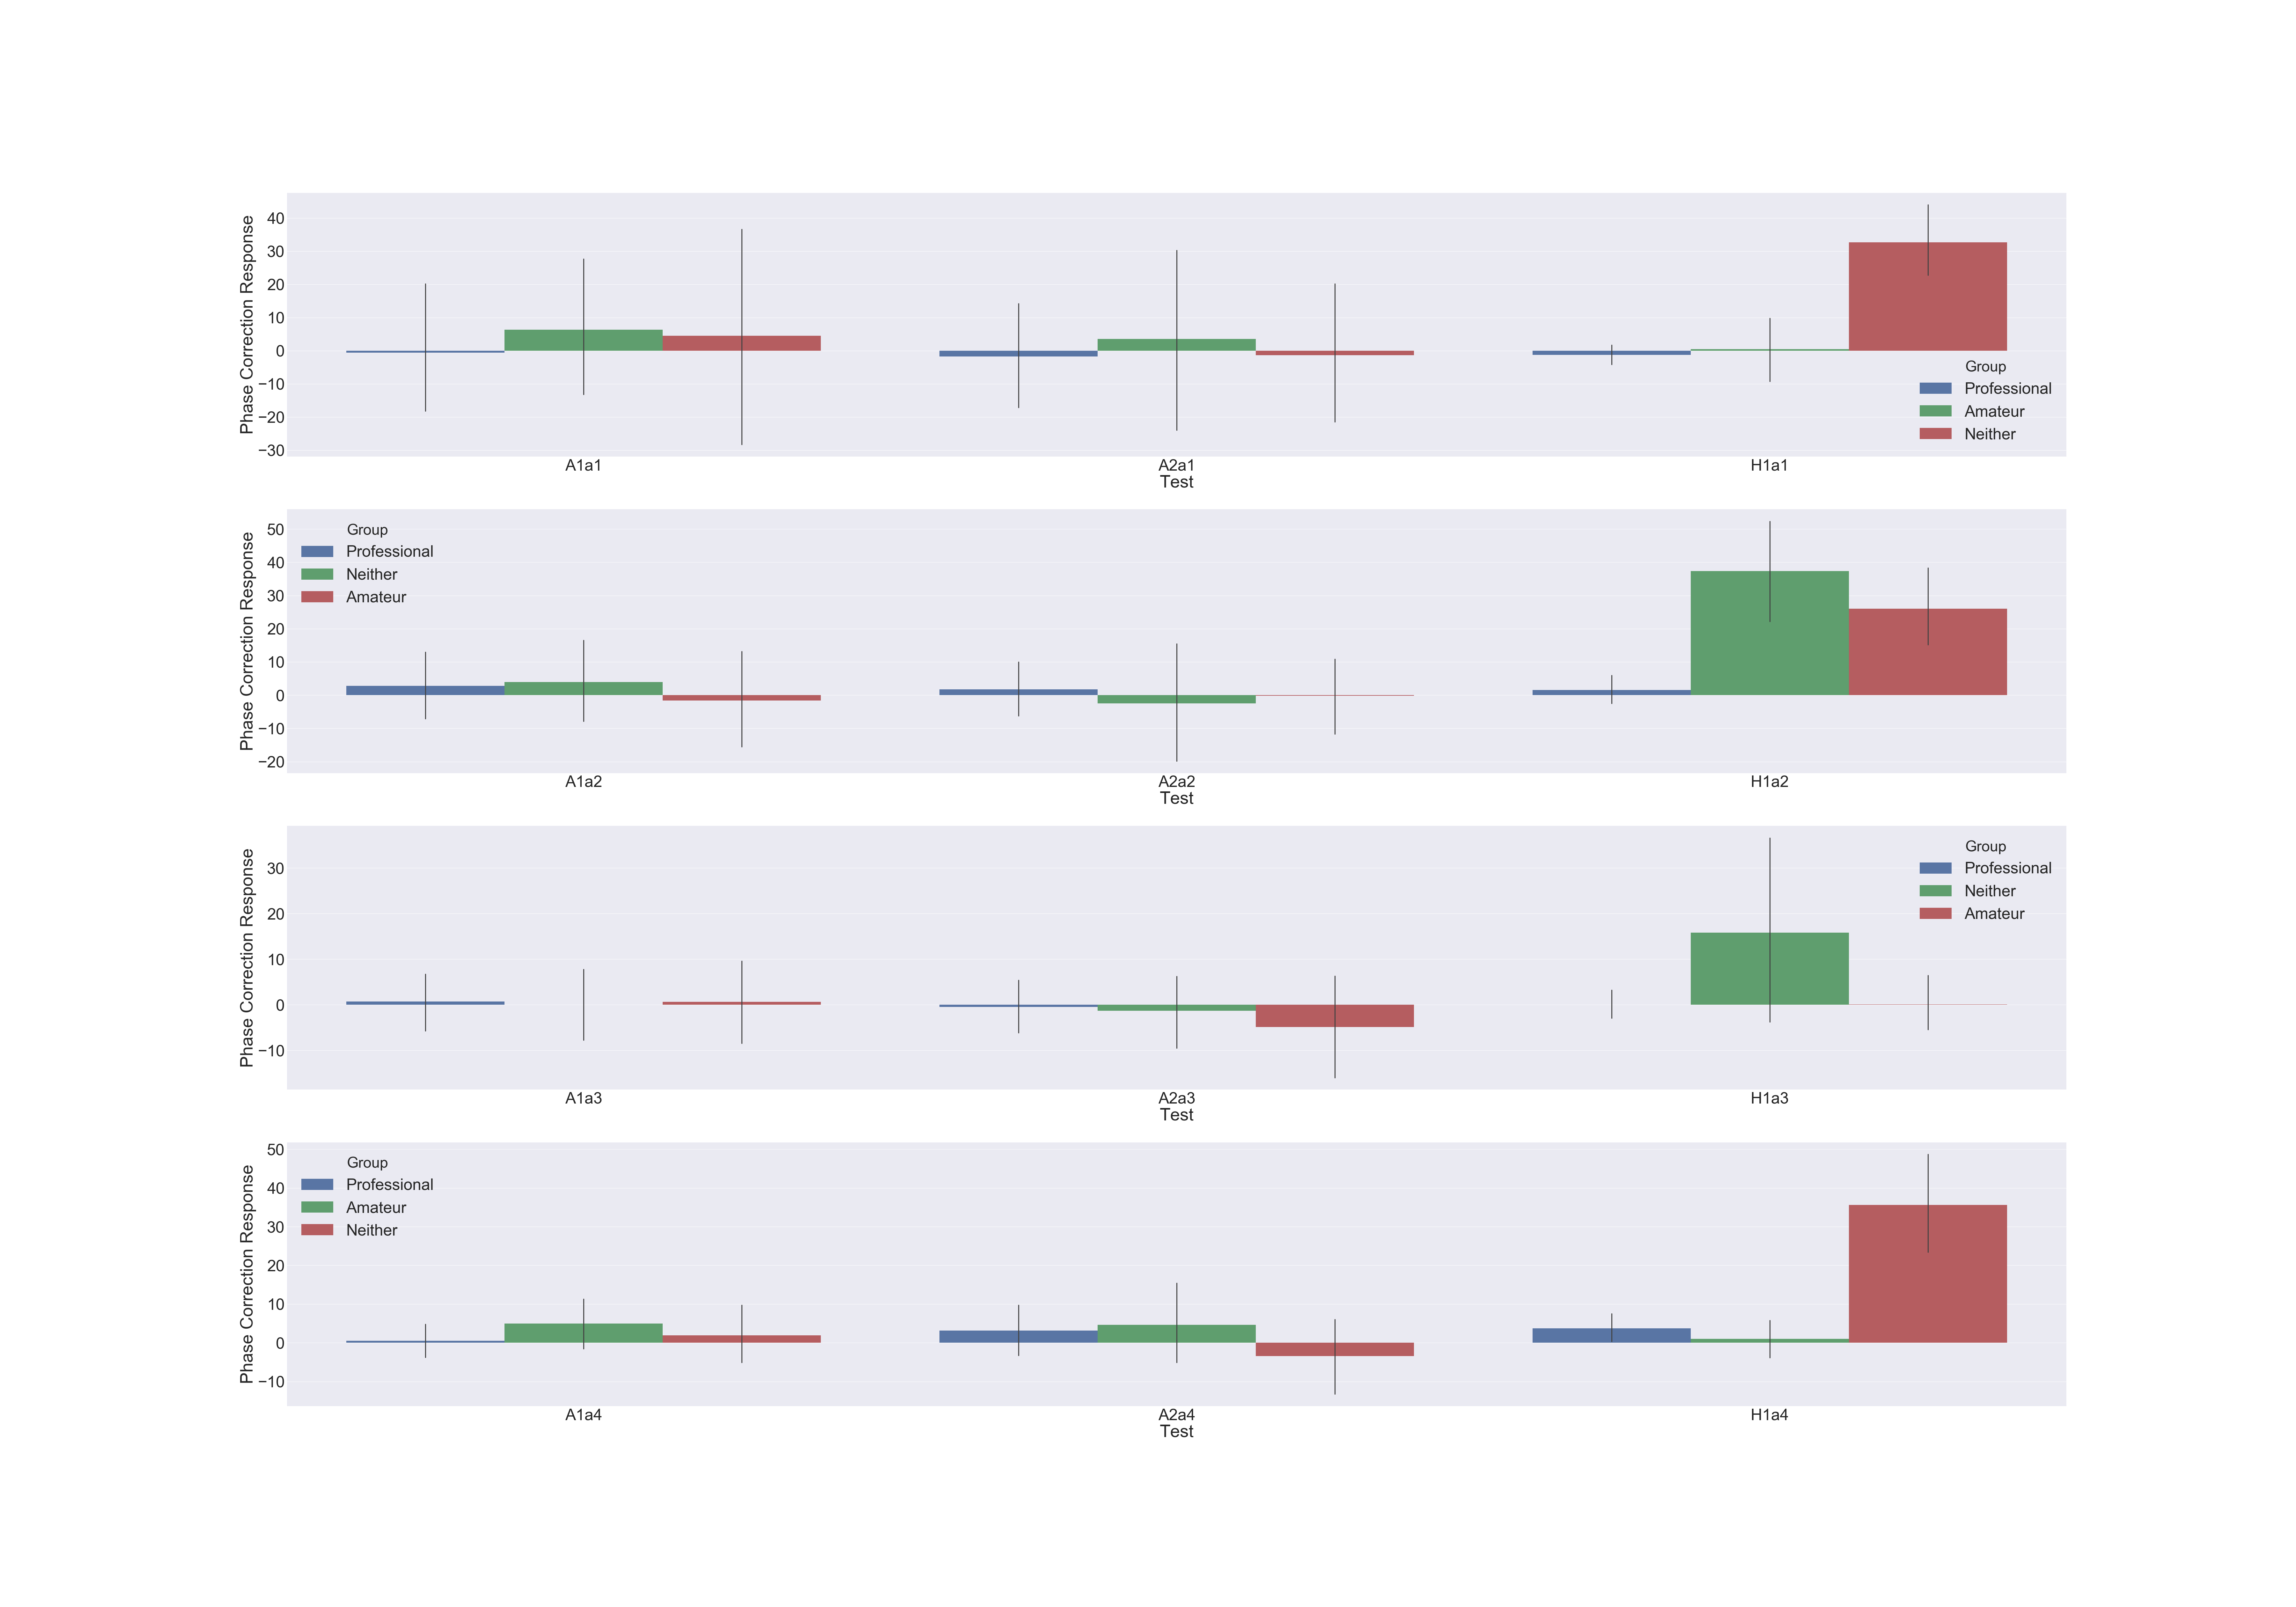 Phase Correction Response
40
30
20
10
0
−10
−20
−30
Group
Professional
Amateur
Neither
A1a1 A2a1 H1a1
Test
Phase Correction Response
50
40
30
20
10
0
−10
−20
Group
Professional
Neither
Amateur
A1a2 A2a2 H1a2
Test
Phase Correction Response
30
20
10
0
−10
Group
Professional
Neither
Amateur
A1a3 A2a3 H1a3
Test
Phase Correction Response
50
40
30
20
10
0
−10
Group
Professional
Amateur
Neither
A1a4 A2a4 H1a4
Test